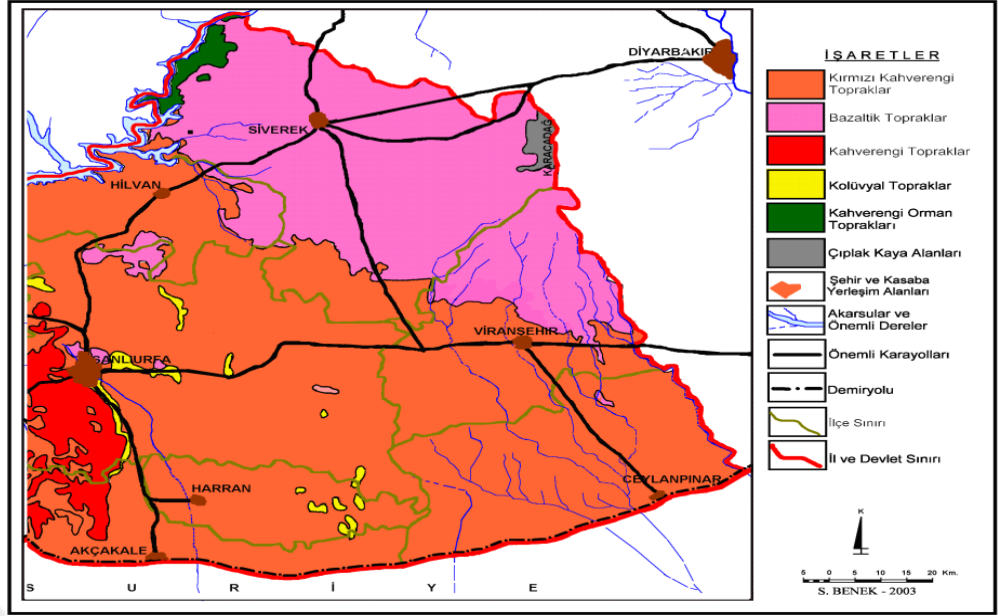 DİYARBAKIR
SİVEREK
KARACADAĞ
HİLVAN
VİRANŞEHİR
ŞANLIURFA
CEYLANPINAR
HARRAN
AKÇAKALE
S U R İ Y E
İŞARETLER
Kırmızı Kahverengi
Topraklar
Bazaltik Topraklar
Kahverengi Topraklar
Kolüvyal Topraklar
Kahverengi Orman
Toprakları
Çıplak Kaya Alanları
Şehir ve Kasaba
Yerleşim Alanları
Akarsular ve
Önemli Dereler
Önemli Karayolları
Demiryolu
İlçe Sınırı
İl ve Devlet Sınırı
K
5 0 5 10 15 20 Km.
S. BENEK - 2003